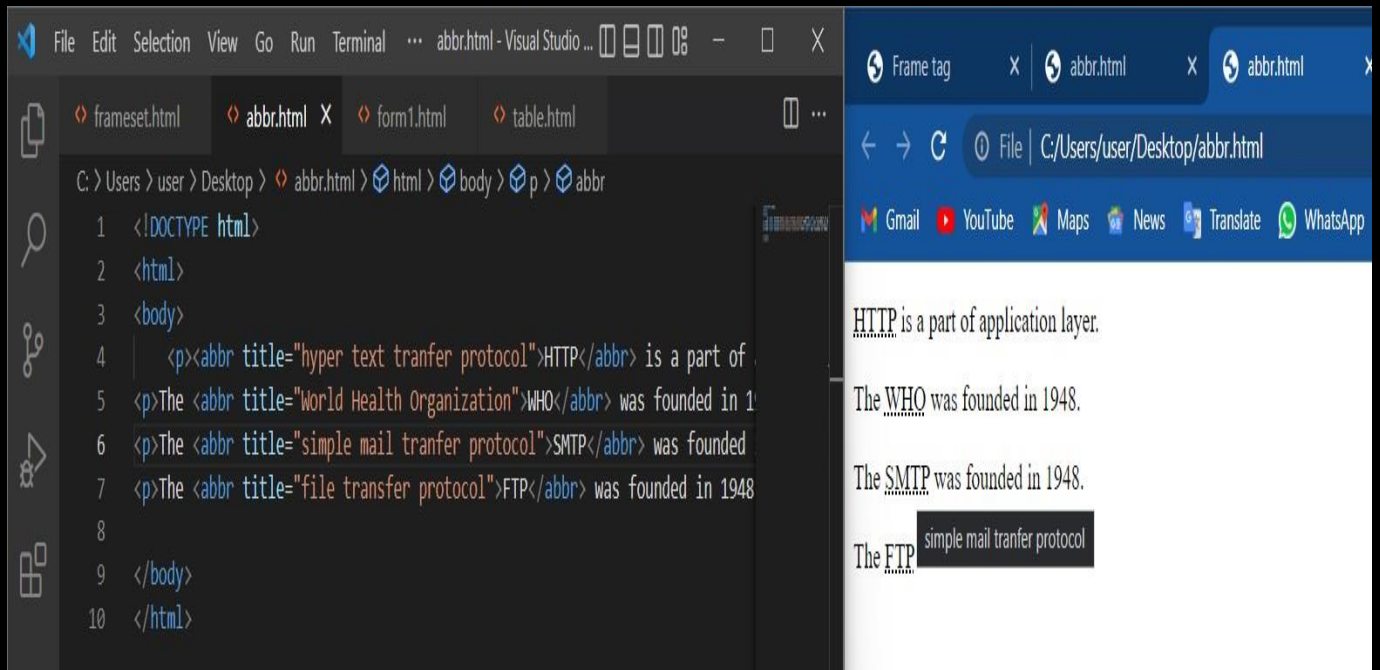 File Edit Selection View Go Run Terminal ··· abbr.html - Visual Studio ...
frameset.html abbr.html X form1.html table.html ···
C: > Users > user > Desktop > abbr.html > html > body > p > abbr
1 <!DOCTYPE html>
2 <html>
3 <body>
4 <p><abbr title="hyper text tranfer protocol">HTTP</abbr> is a part of
5 <p>The <abbr title="World Health Organization">WHO</abbr> was founded in 1
6 <p>The <abbr title="simple mail tranfer protocol">SMTP</abbr> was founded
7 <p>The <abbr title="file transfer protocol">FTP</abbr> was founded in 1948
8
9 </body>
10 </html>
Frame tag X abbr.html X abbr.html
File | C:/Users/user/Desktop/abbr.html
Gmail YouTube Maps News Translate WhatsApp
HTTP is a part of application layer.
The WHO was founded in 1948.
The SMTP was founded in 1948.
simple mail tranfer protocol
The FTP